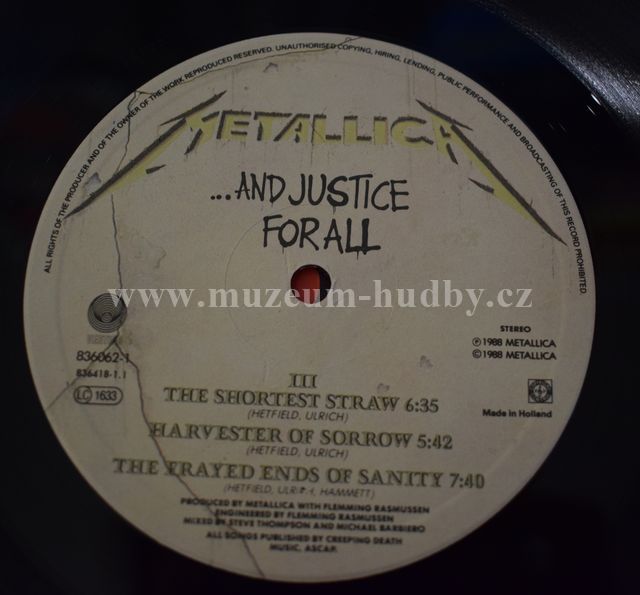 ALL RIGHTS OF THE PRODUCER AND OF THE OWNER OF THE WORK REPRODUCED RESERVED. UNAUTHORISED COPYING, HIRING, LENDING, PUBLIC PERFORMANCE AND BROADCASTING OF THIS RECORD PROHIBITED.
METALLICA
...AND JUSTICE
FOR ALL
www.muzeum-hudby.cz
STEREO
℗ 1988 METALLICA
© 1988 METALLICA
836062-1
836418-1.1
LC 1633
Made in Holland
III
THE SHORTEST STRAW 6:35
(HETFIELD, ULRICH)
HARVESTER OF SORROW 5:42
(HETFIELD, ULRICH)
THE FRAYED ENDS OF SANITY 7:40
(HETFIELD, ULRICH, HAMMETT)
PRODUCED BY METALLICA WITH FLEMMING RASMUSSEN
ENGINEERED BY FLEMMING RASMUSSEN
MIXED BY STEVE THOMPSON AND MICHAEL BARBIERO
ALL SONGS PUBLISHED BY CREEPING DEATH
MUSIC, ASCAP.